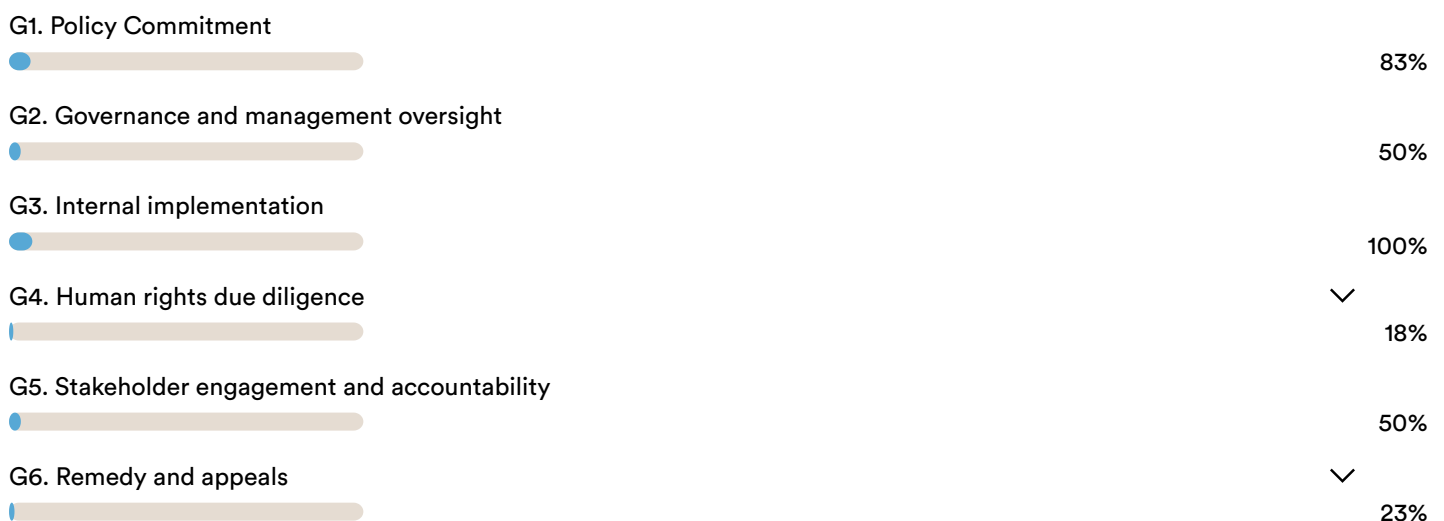 G1. Policy Commitment
83%
G2. Governance and management oversight
50%
G3. Internal implementation
100%
G4. Human rights due diligence
18%
G5. Stakeholder engagement and accountability
50%
G6. Remedy and appeals
23%